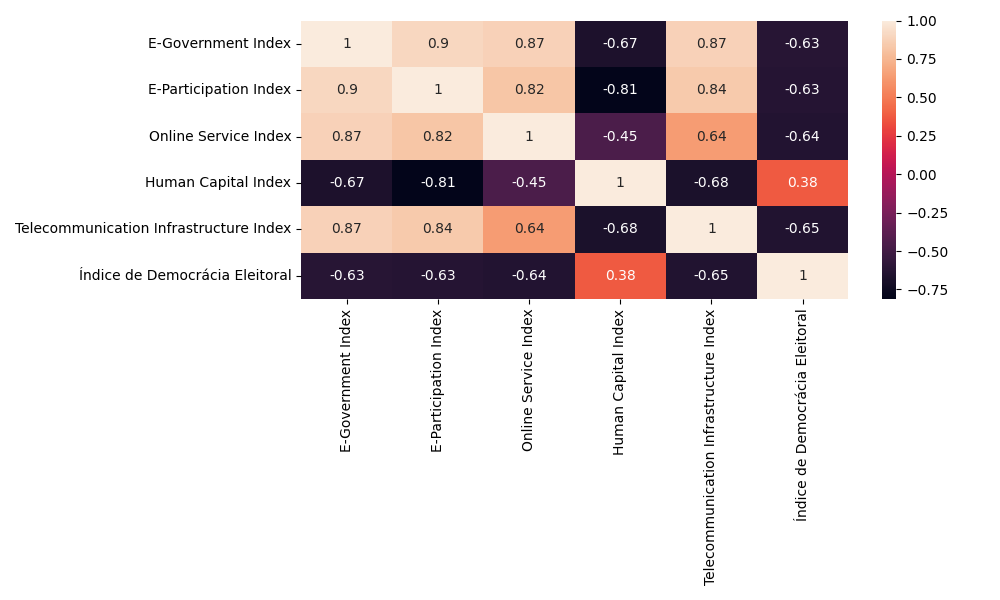 E-Government Index 1 0.9 0.87 -0.67 0.87 -0.63
E-Participation Index 0.9 1 0.82 -0.81 0.84 -0.63
Online Service Index 0.87 0.82 1 -0.45 0.64 -0.64
Human Capital Index -0.67 -0.81 -0.45 1 -0.68 0.38
Telecommunication Infrastructure Index 0.87 0.84 0.64 -0.68 1 -0.65
Índice de Democrácia Eleitoral -0.63 -0.63 -0.64 0.38 -0.65 1
E-Government Index
E-Participation Index
Online Service Index
Human Capital Index
Telecommunication Infrastructure Index
Índice de Democrácia Eleitoral
1.00
0.75
0.50
0.25
0.00
−0.25
−0.50
−0.75